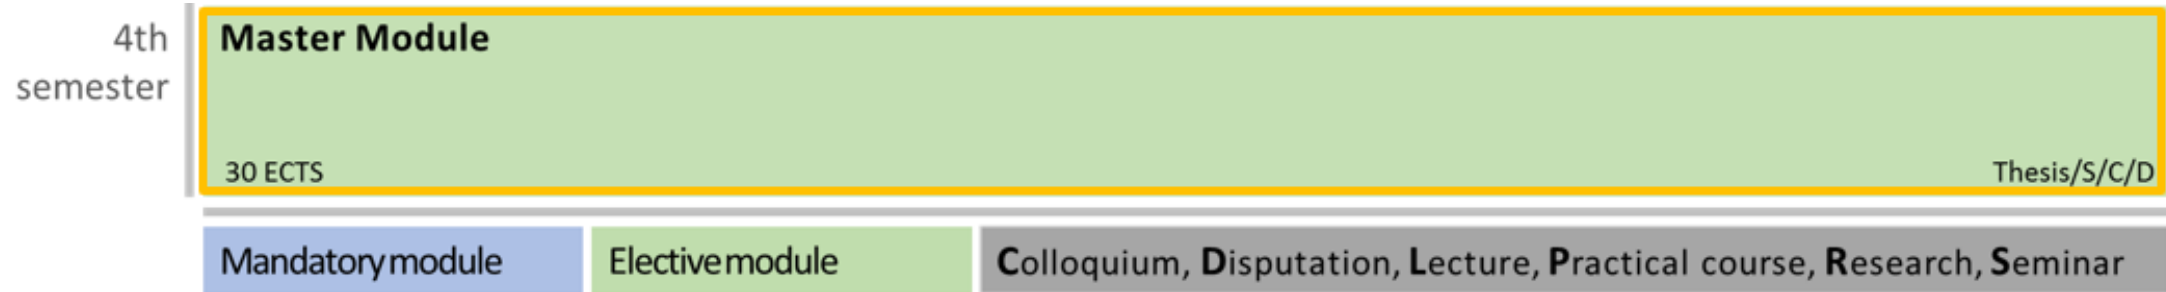 4th
semester
Master Module
30 ECTS
Thesis/S/C/D
Mandatory module
Elective module
Colloquium, Disputation, Lecture, Practical course, Research, Seminar